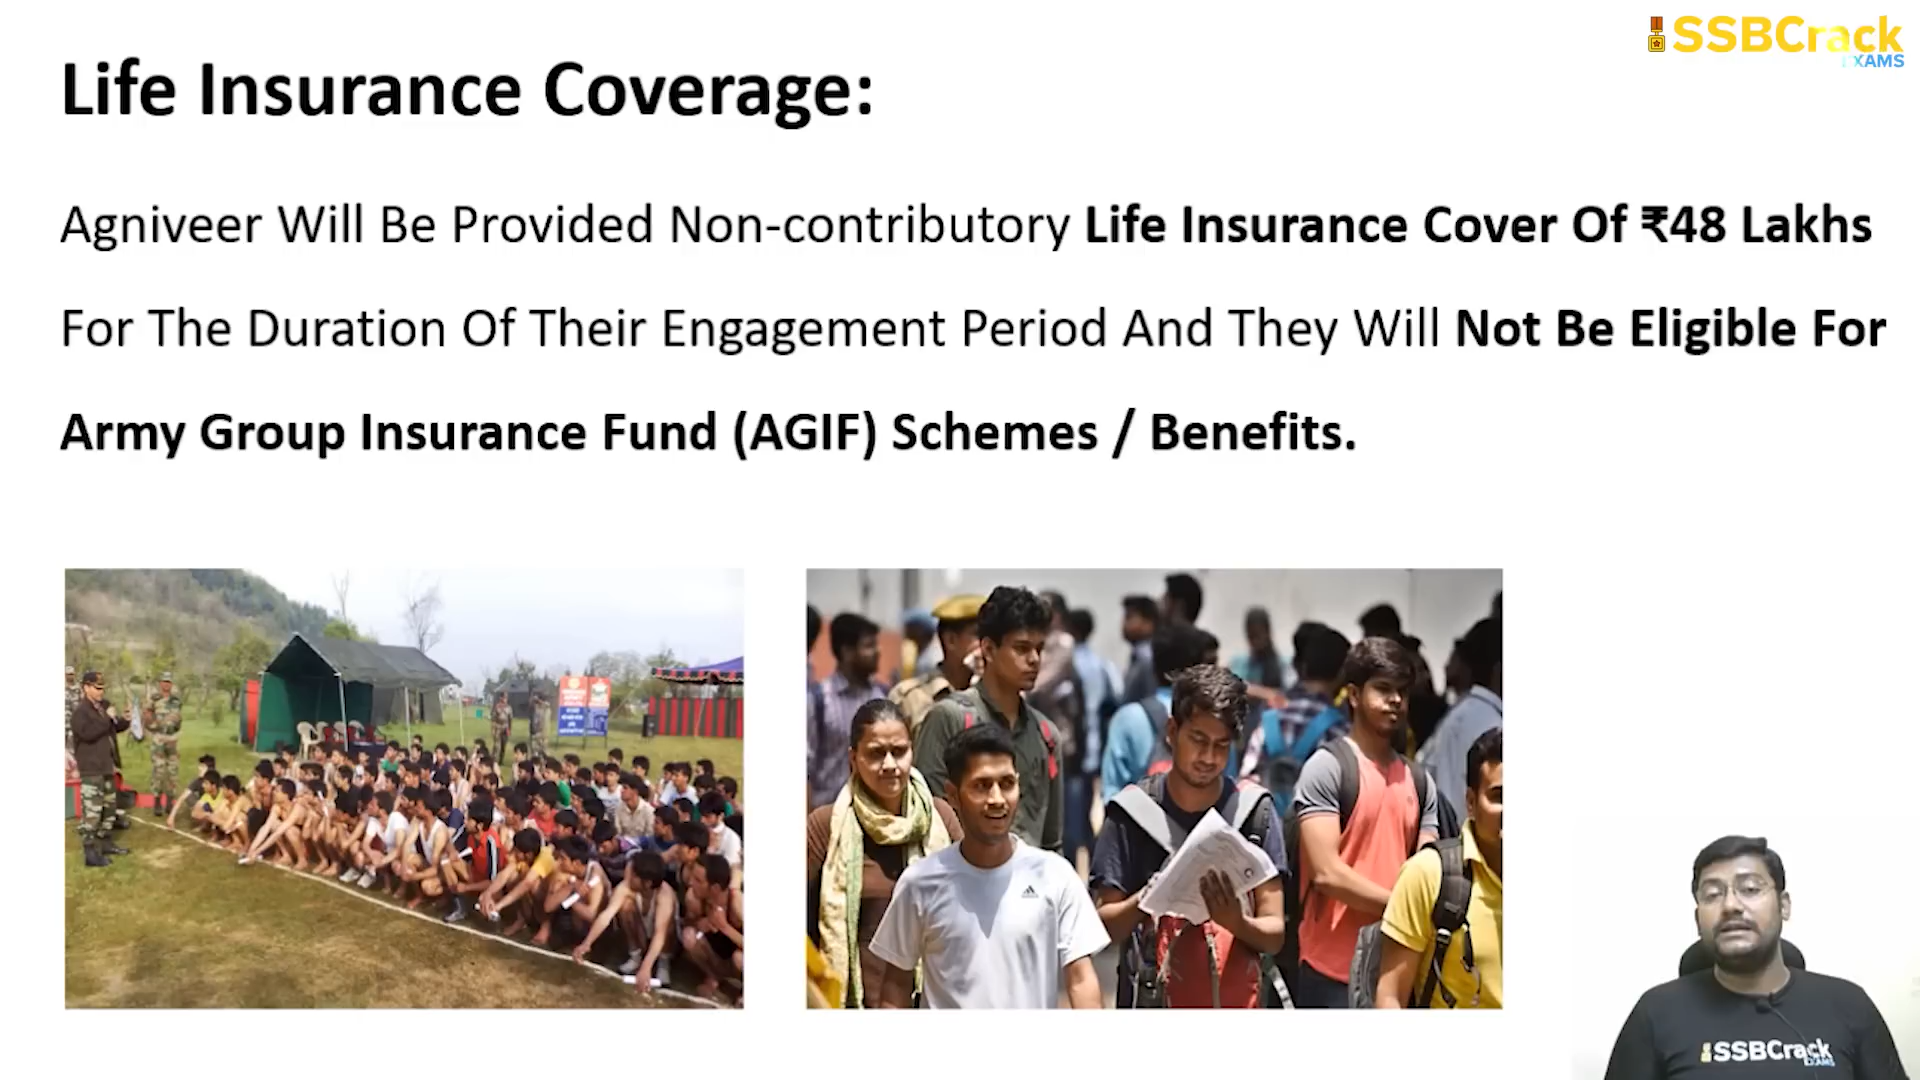 SSBCrack
EXAMS
Life Insurance Coverage:
Agniveer Will Be Provided Non-contributory Life Insurance Cover Of ₹48 Lakhs
For The Duration Of Their Engagement Period And They Will Not Be Eligible For
Army Group Insurance Fund (AGIF) Schemes / Benefits.
SSBCrack
EXAMS